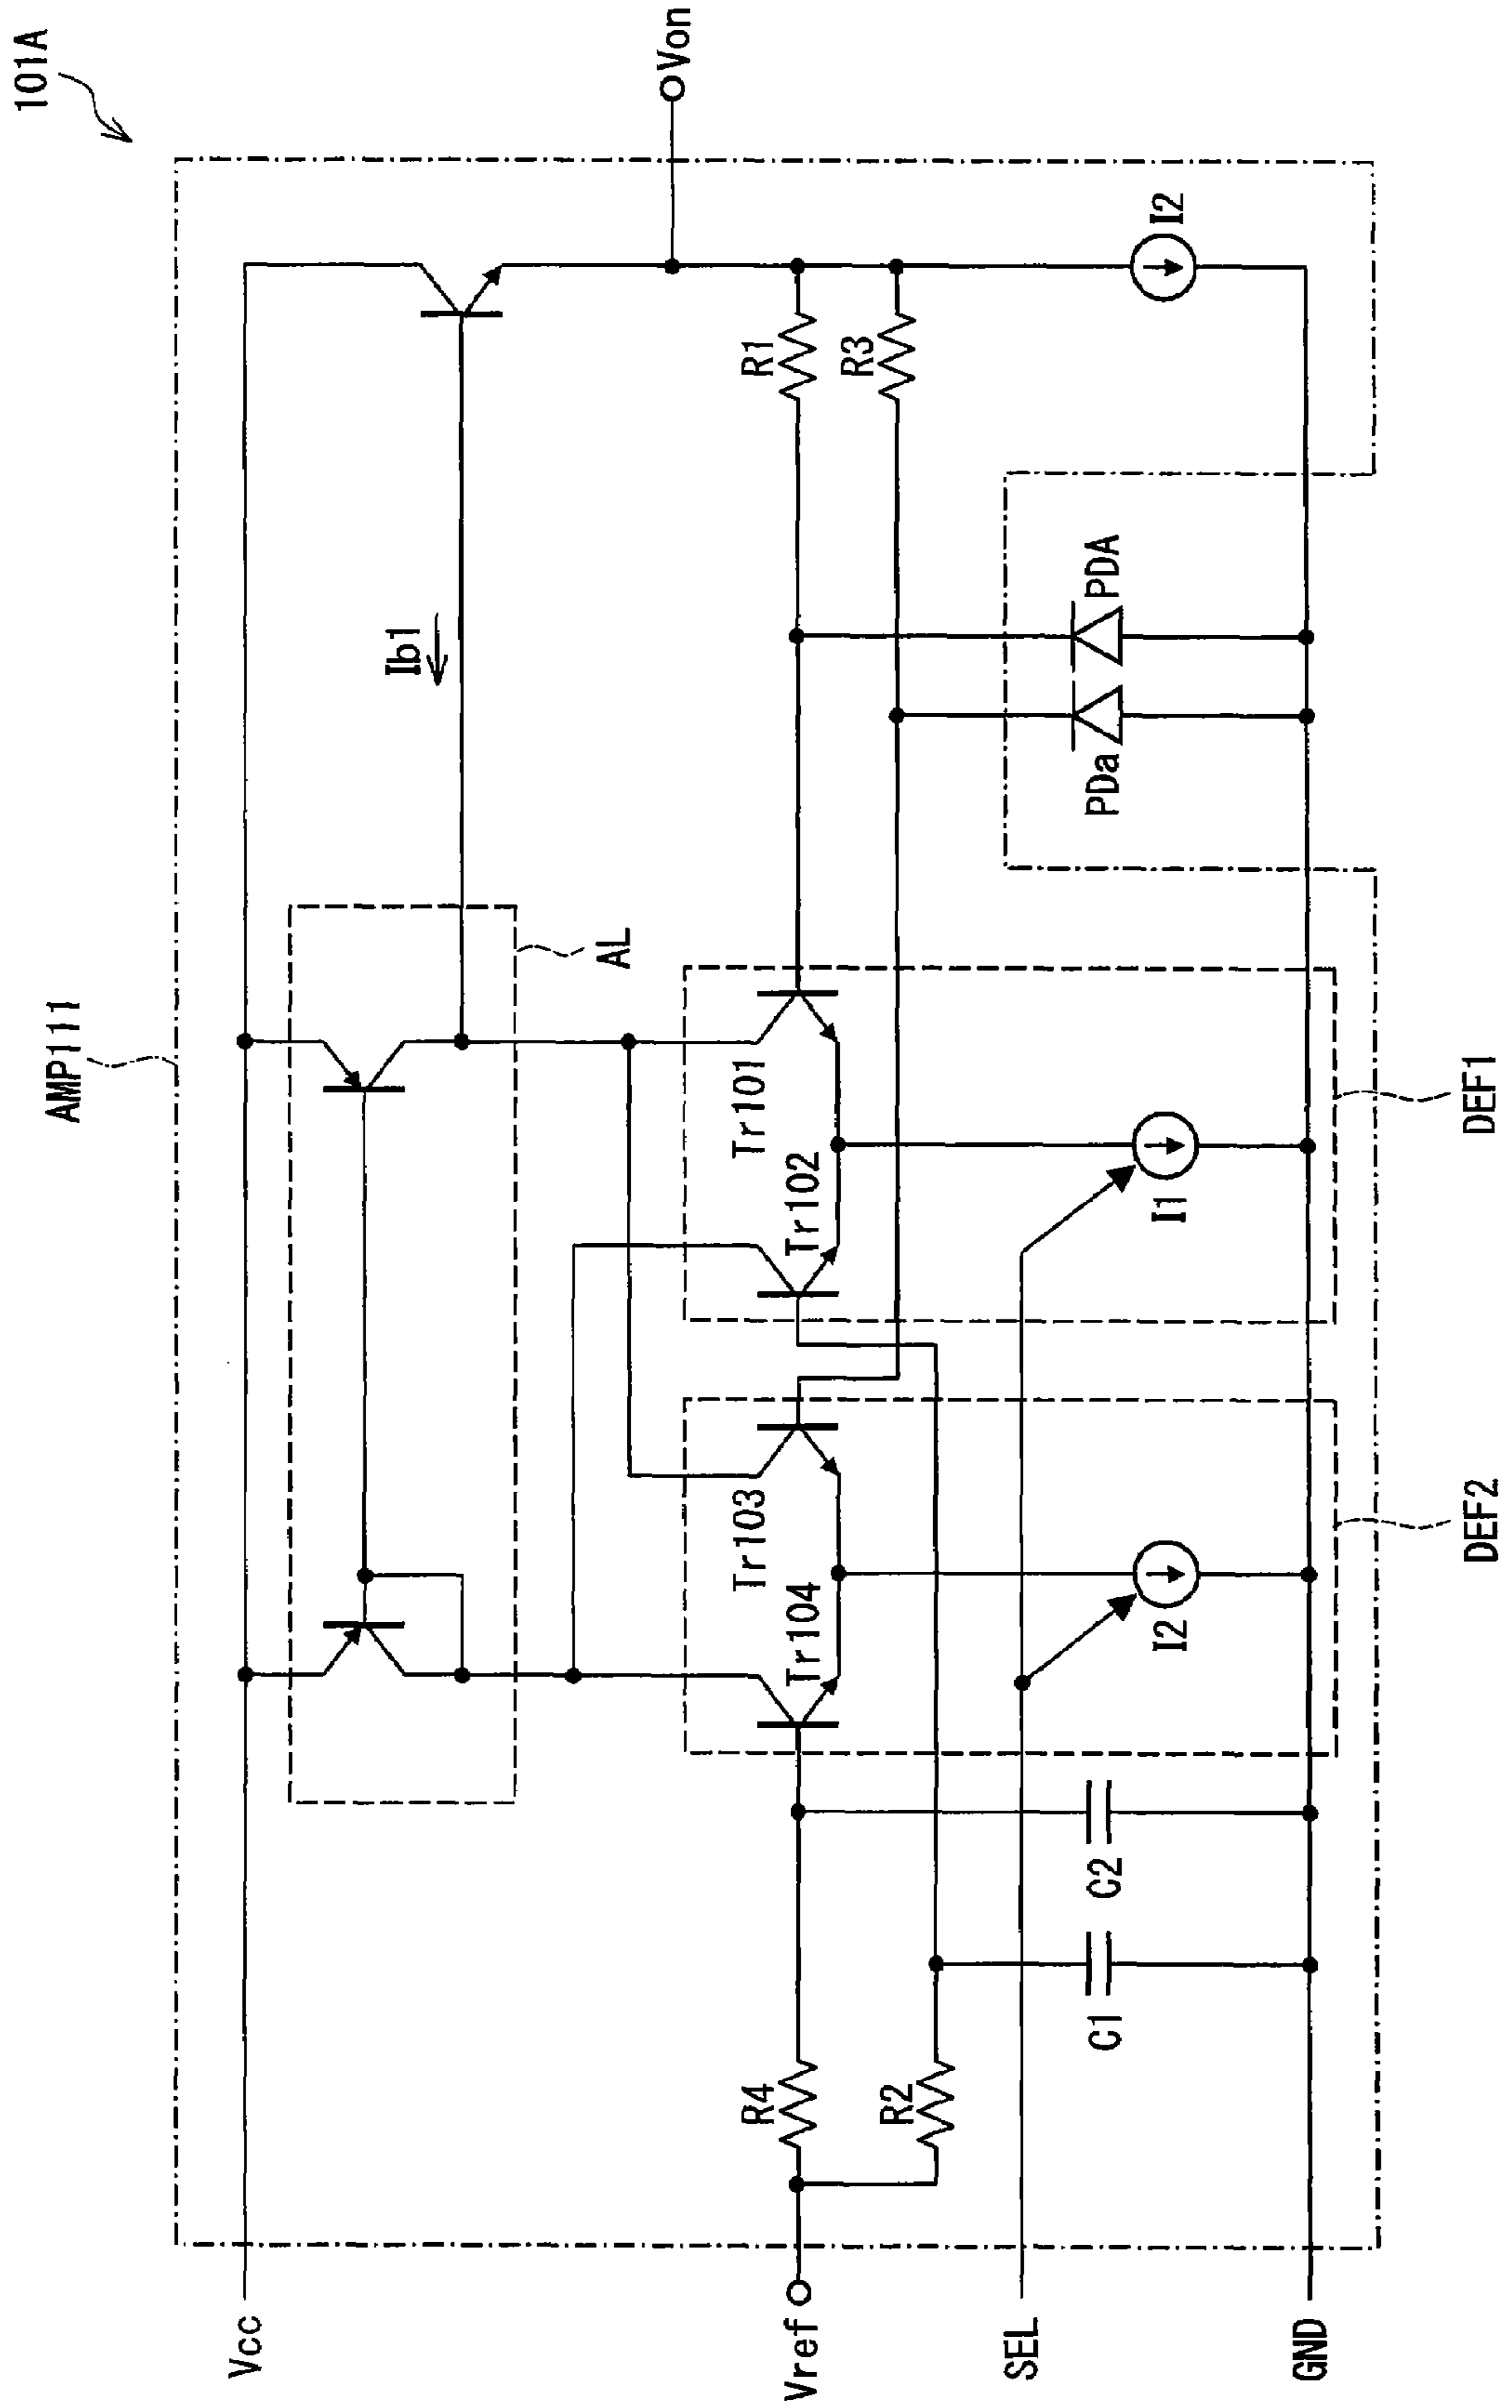 101A
AMP111
Von
Vcc
Ib1
AL
R1
R3
I2
PDA
PDa
Tr101
Tr102
I1
DEF1
Tr103
Tr104
I2
DEF2
C2
C1
R4
R2
Vref
SEL
GND